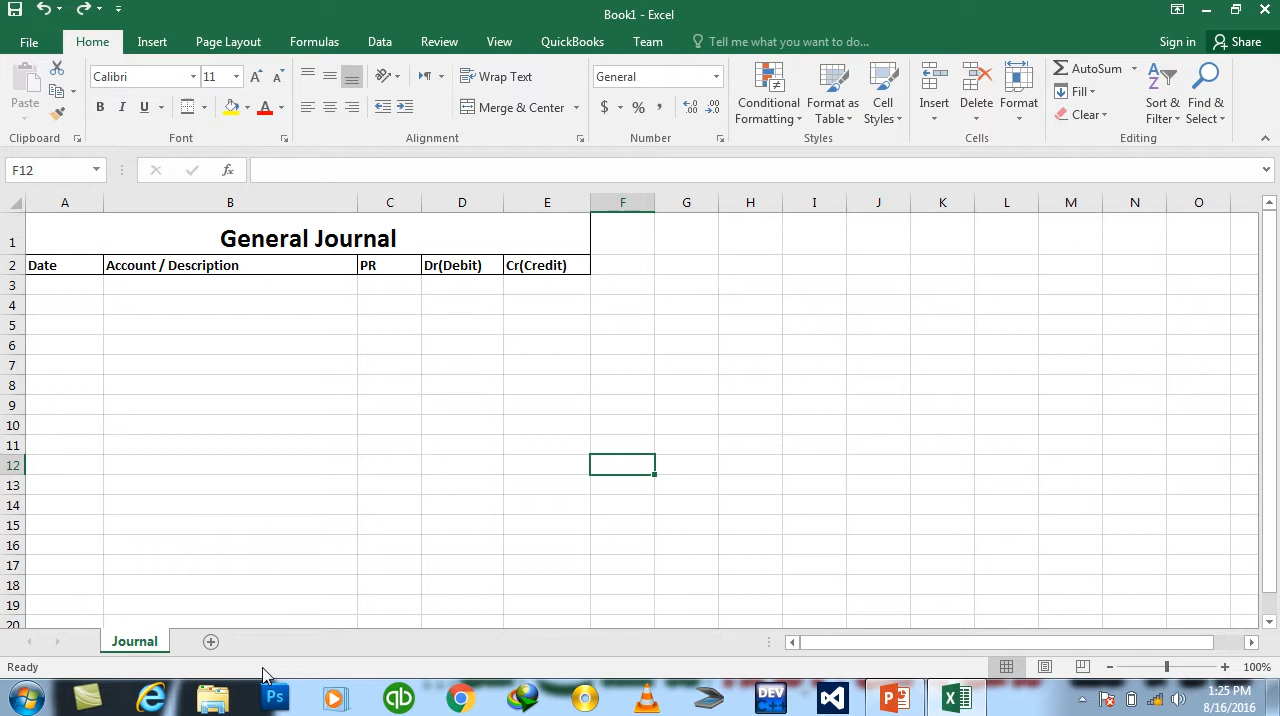 Book1 - Excel
File Home Insert Page Layout Formulas Data Review View QuickBooks Team Tell me what you want to do... Sign in Share
Paste Calibri 11 Wrap Text General Conditional Formatting Format as Table Cell Styles Insert Delete Format AutoSum Sort & Filter Find & Select
B I U A Merge & Center $ % , Fill Clear
Clipboard Font Alignment Number Styles Cells Editing
F12 fx
A B C D E F G H I J K L M N O
1 General Journal
2 Date Account / Description PR Dr(Debit) Cr(Credit)
3
4
5
6
7
8
9
10
11
12
13
14
15
16
17
18
19
20
Journal
Ready 100%
Ps qb DEV 1:25 PM
8/16/2016